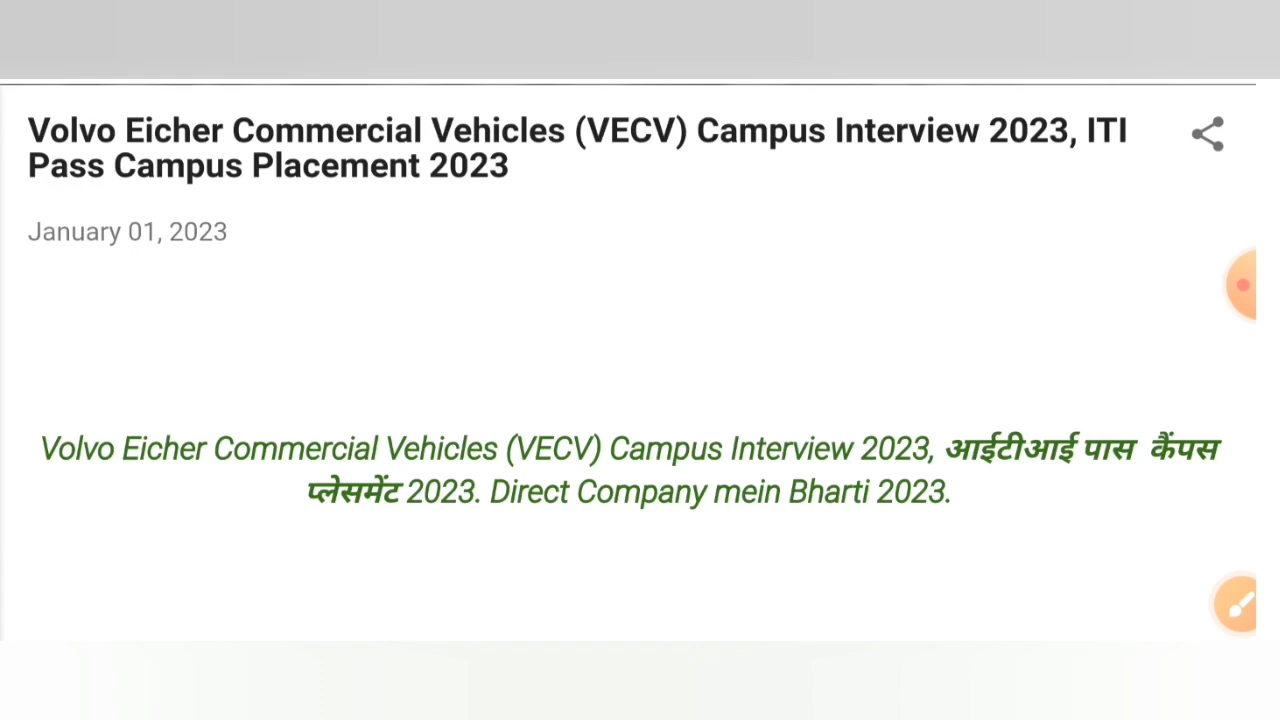 Volvo Eicher Commercial Vehicles (VECV) Campus Interview 2023, ITI
Pass Campus Placement 2023
January 01, 2023
Volvo Eicher Commercial Vehicles (VECV) Campus Interview 2023, आईटीआई पास कैंपस
प्लेसमेंट 2023. Direct Company mein Bharti 2023.